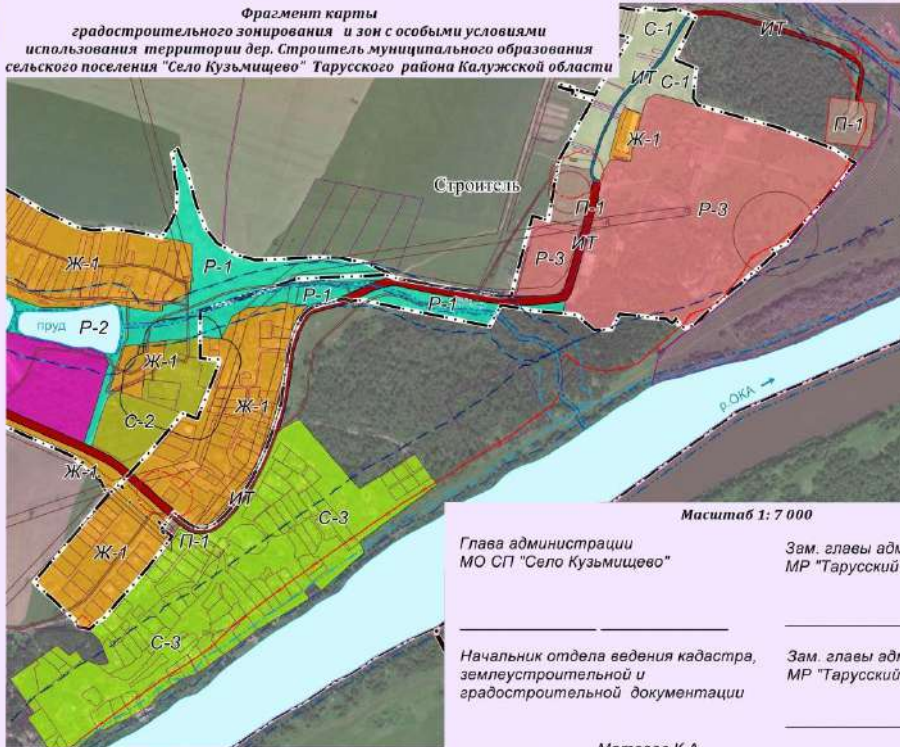 Фрагмент карты
градостроительного зонирования и зон с особыми условиями
использования территории дер. Строитель муниципального образования
сельского поселения "Село Кузьмищево" Тарусского района Калужской области
С-1
ИТ
ИТ
С-1
П-1
Ж-1
Строитель
П-1
Р-3
ИТ
Р-3
Ж-1
Р-1
Р-1
Р-1
пруд
Р-2
Ж-1
р.ОКА
Ж-1
С-2
Ж-1
ИТ
С-3
П-1
Ж-1
С-3
Масштаб 1: 7 000
Глава администрации
МО СП "Село Кузьмищево"
Зам. главы адм
МР "Тарусский
Начальник отдела ведения кадастра,
землеустроительной и
градостроительной документации
Зам. главы адм
МР "Тарусский